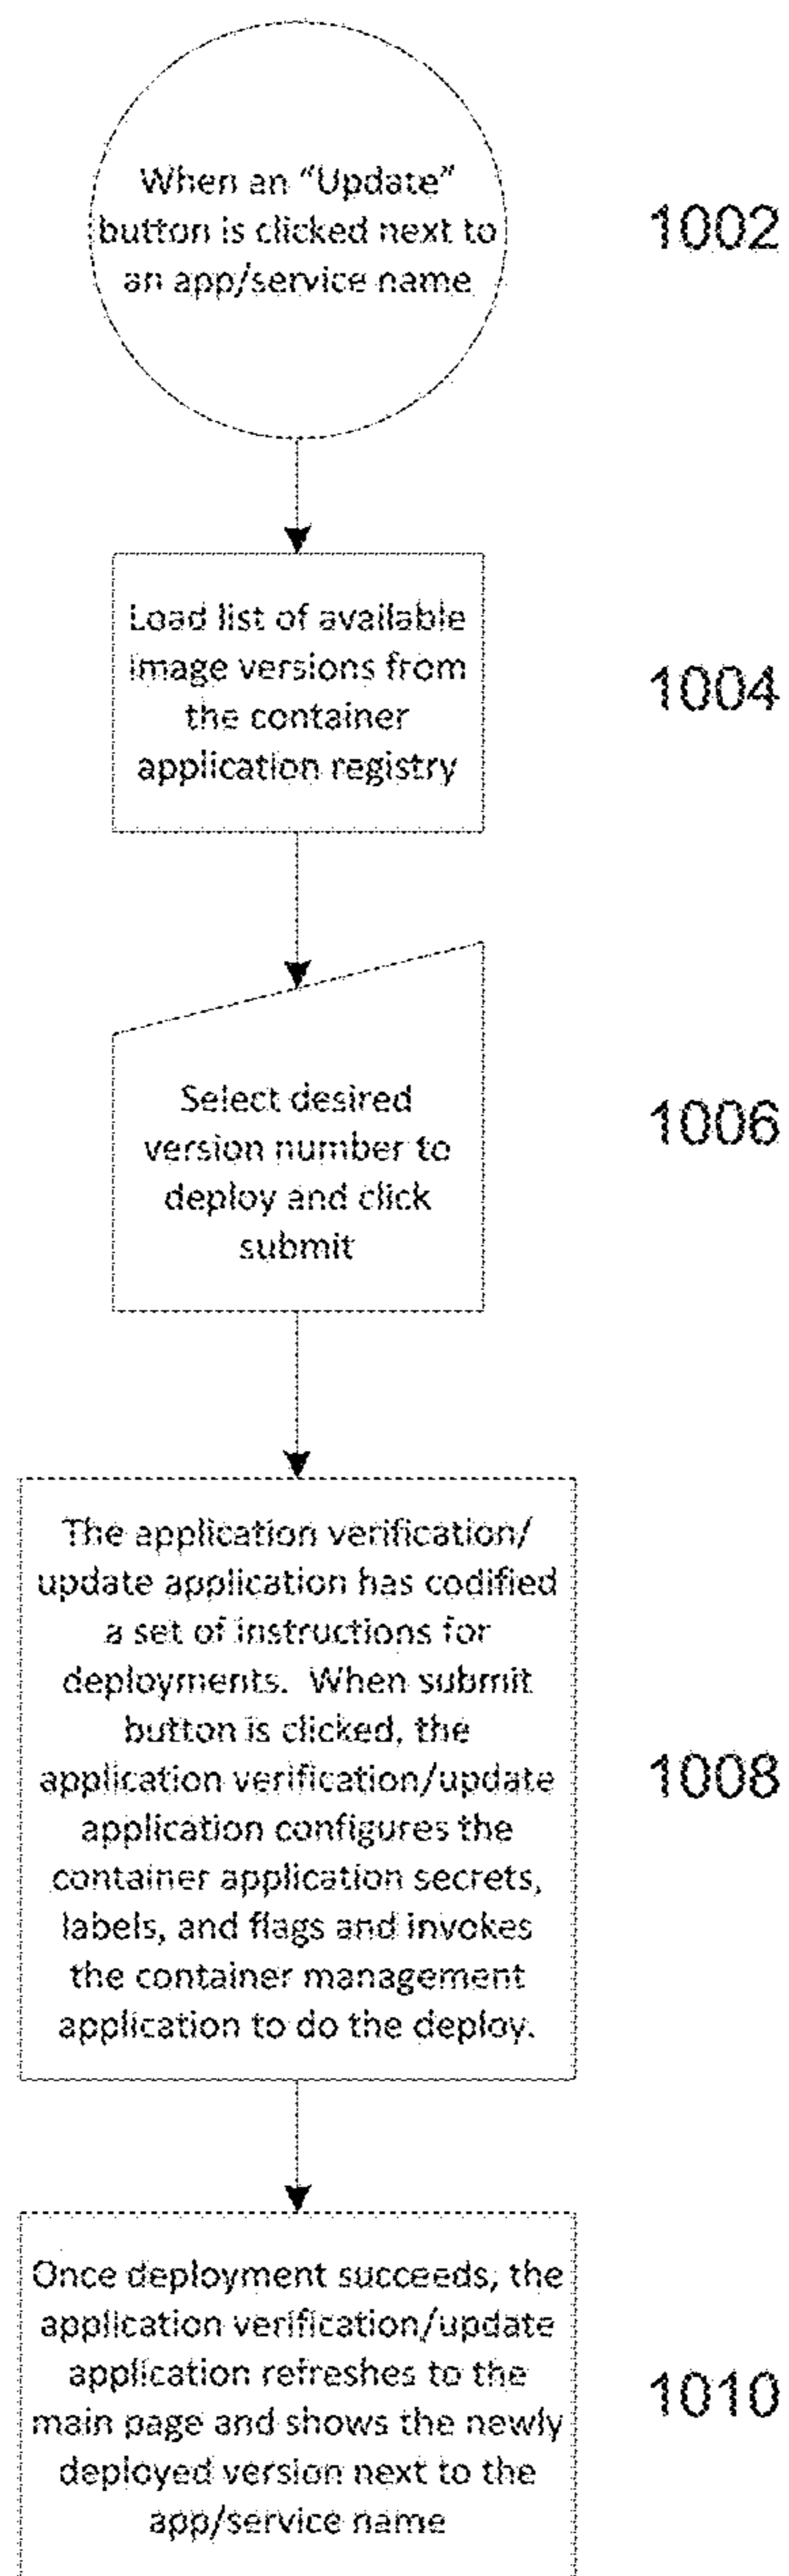 When an “Update”
button is clicked next to
an app/service name
1002
Load list of available
image versions from
the container
application registry
1004
Select desired
version number to
deploy and click
submit
1006
The application verification/
update application has codified
a set of instructions for
deployments. When submit
button is clicked, the
application verification/update
application configures the
container application secrets,
labels, and flags and invokes
the container management
application to do the deploy.
1008
Once deployment succeeds, the
application verification/update
application refreshes to the
main page and shows the newly
deployed version next to the
app/service name
1010